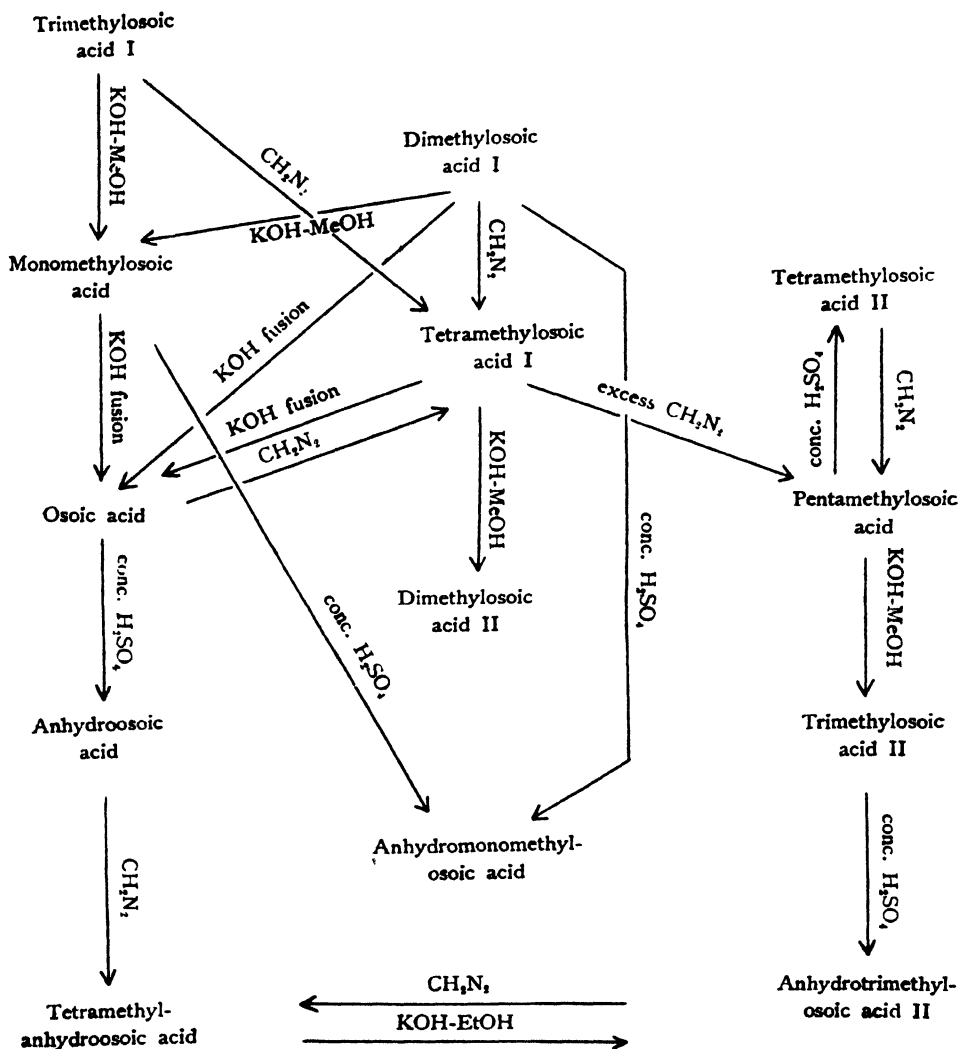 Trimethylosoic
acid I
KOH-MeOH
CH₂N₂
Dimethylosoic
acid I
KOH-MeOH
CH₂N₂
Monomethylosoic
acid
Tetramethylosoic
acid II
KOH fusion
KOH fusion
Tetramethylosoic
acid I
conc. H₂SO₄
CH₂N₂
KOH fusion
CH₂N₂
excess CH₂N₂
KOH-MeOH
Osoic acid
Pentamethylosoic
acid
conc. H₂SO₄
conc. H₂SO₄
conc. H₂SO₄
KOH-MeOH
Dimethylosoic
acid II
Anhydroosoic
acid
Trimethylosoic
acid II
CH₂N₂
Anhydromonomethyl-
osoic acid
conc. H₂SO₄
CH₂N₂
KOH-EtOH
Tetramethyl-
anhydroosoic acid
Anhydrotrimethyl-
osoic acid II